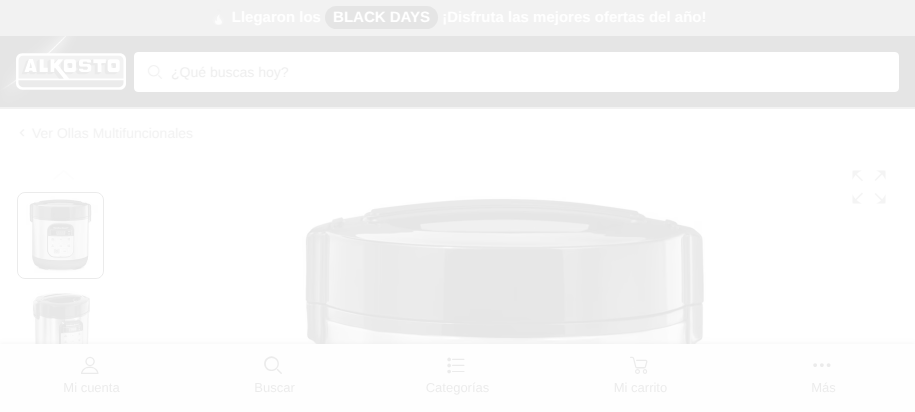 Llegaron los BLACK DAYS ¡Disfruta las mejores ofertas del año!
ALKOSTO
¿Qué buscas hoy?
Ver Ollas Multifuncionales
Mi cuenta
Buscar
Categorías
Mi carrito
Más